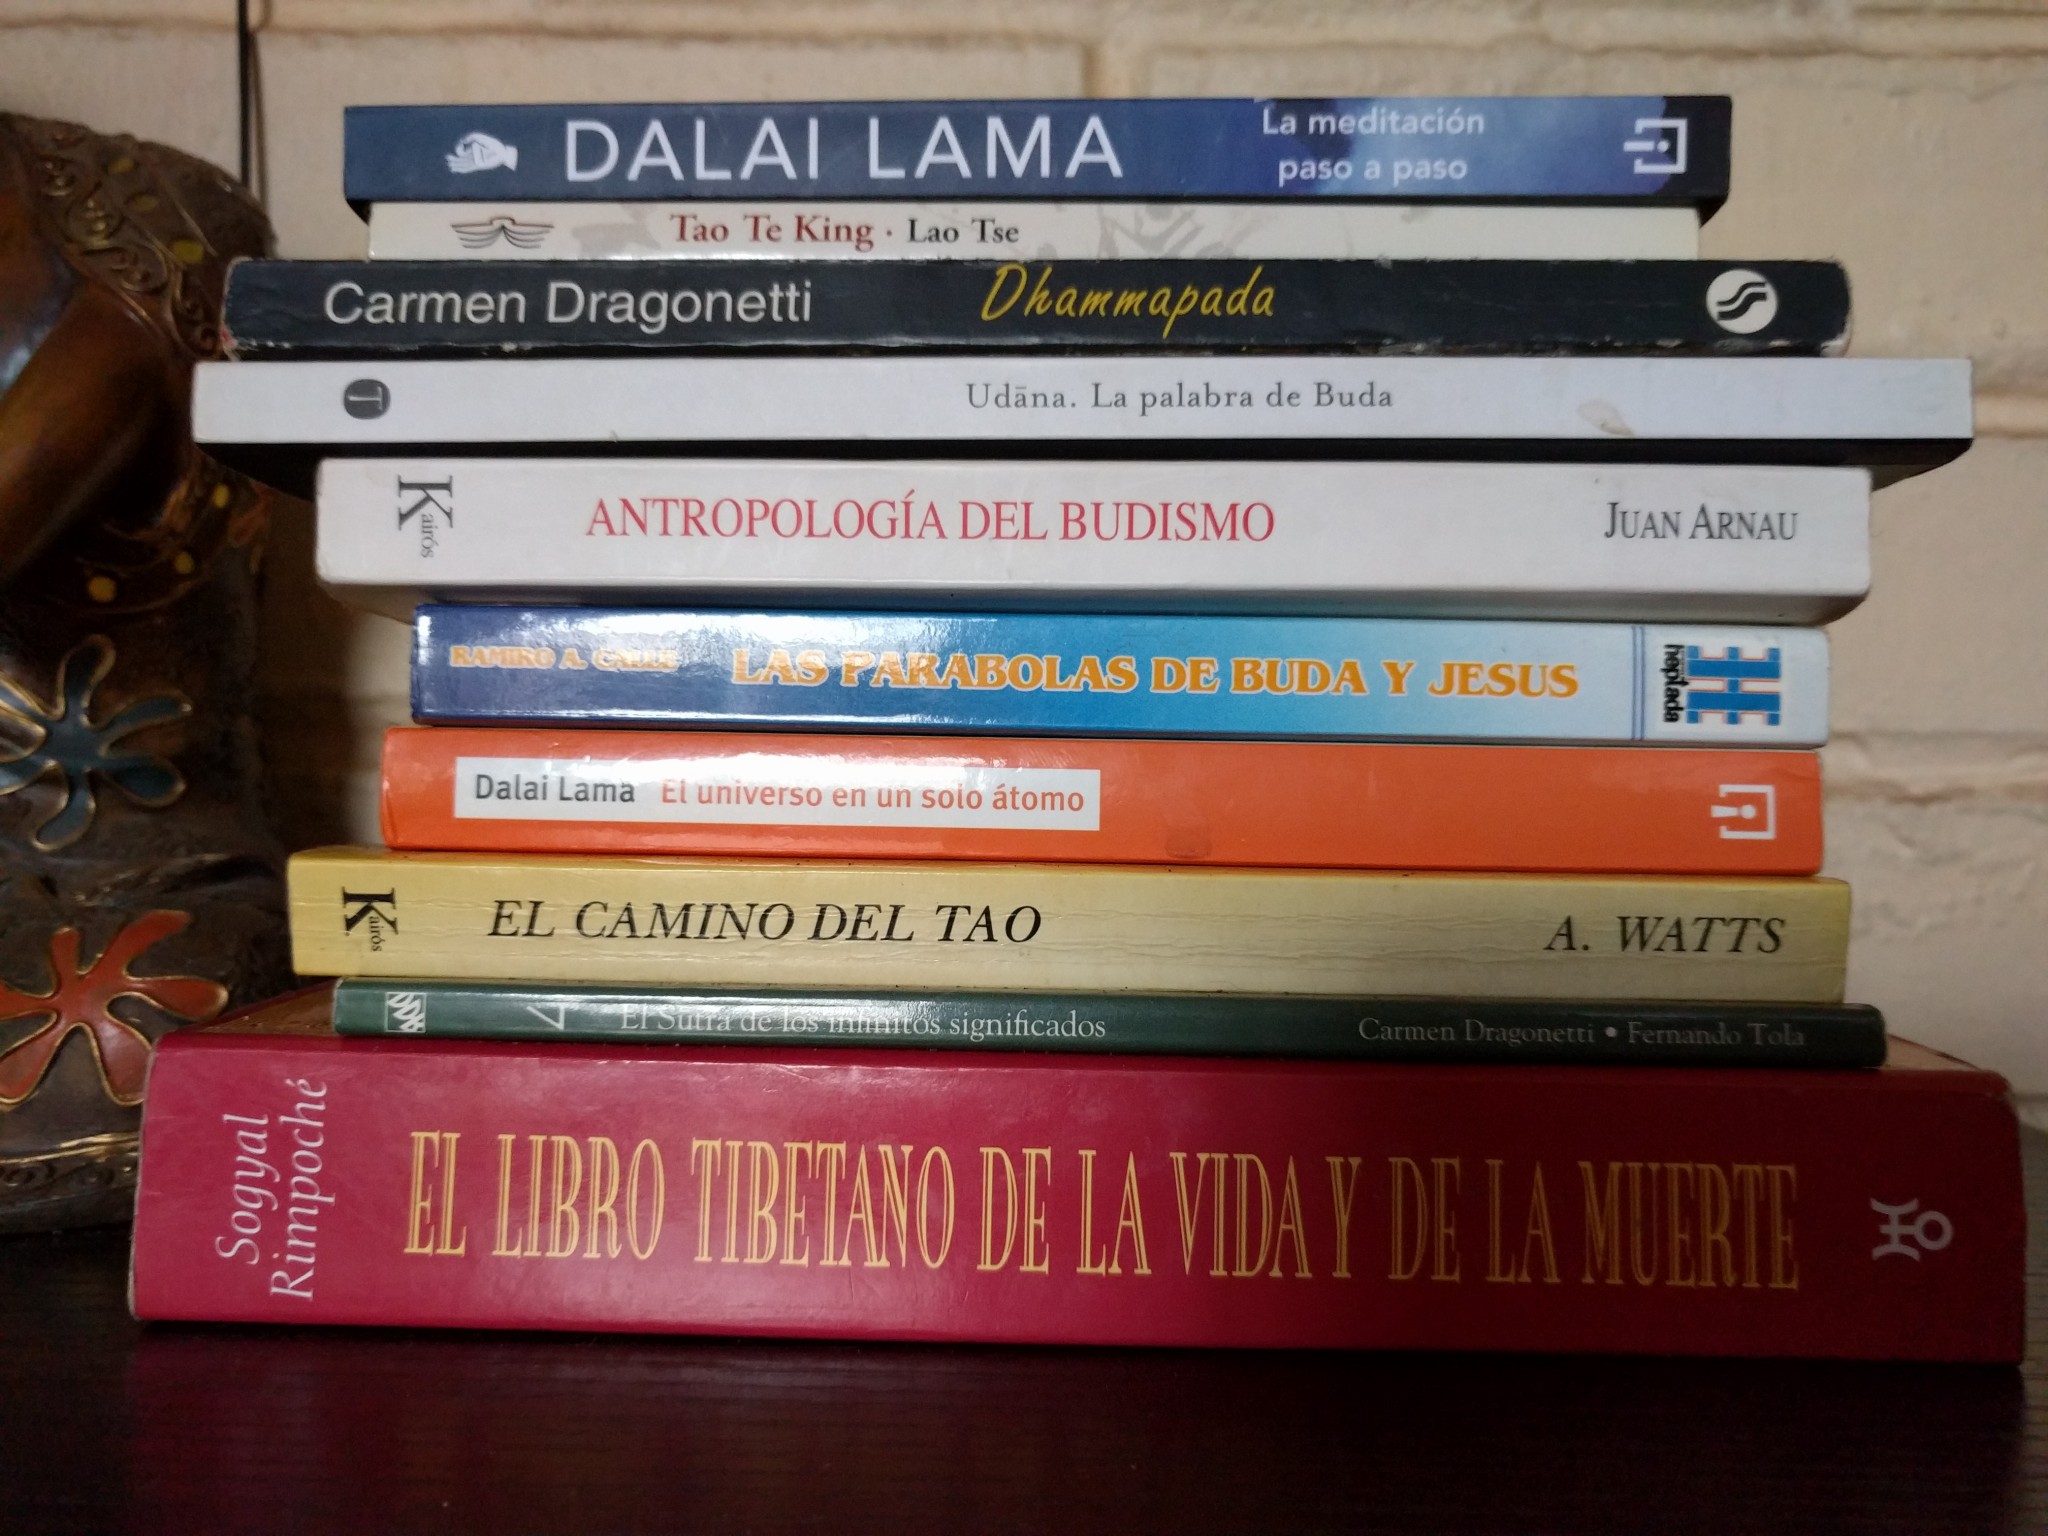 DALAI LAMA
La meditación
paso a paso
Tao Te King · Lao Tse
Carmen Dragonetti
Dhammapada
Udāna. La palabra de Buda
Kairós
ANTROPOLOGÍA DEL BUDISMO
JUAN ARNAU
RAMIRO A. CALLE
LAS PARABOLAS DE BUDA Y JESUS
heptada
Dalai Lama El universo en un solo átomo
Kairós
EL CAMINO DEL TAO
A. WATTS
4
El Sutra de los infinitos significados
Carmen Dragonetti • Fernando Tola
Sogyal
Rimpoché
EL LIBRO TIBETANO DE LA VIDA Y DE LA MUERTE